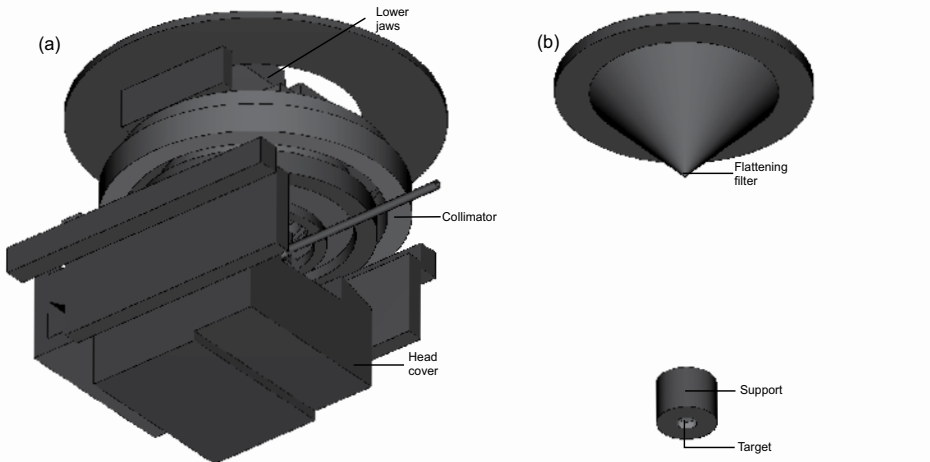 (a)
Lower
jaws
Collimator
Head
cover
(b)
Flattening
filter
Support
Target